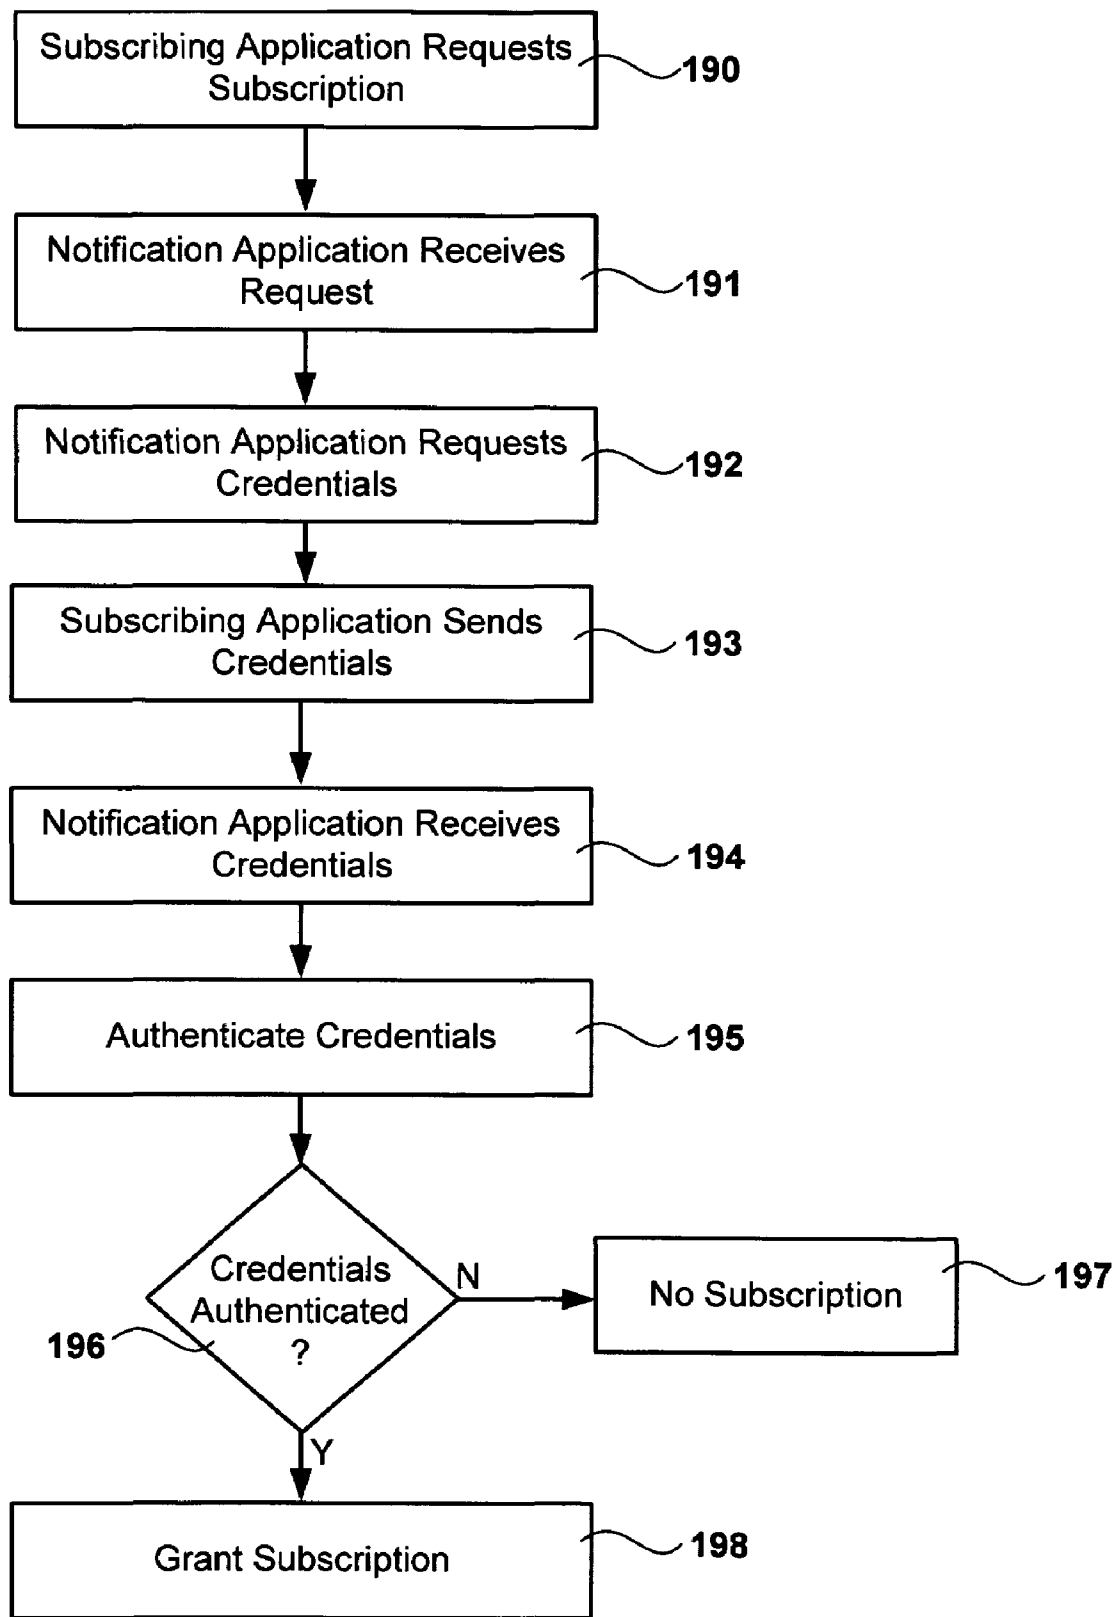 Subscribing Application Requests
Subscription
190
Notification Application Receives
Request
191
Notification Application Requests
Credentials
192
Subscribing Application Sends
Credentials
193
Notification Application Receives
Credentials
194
Authenticate Credentials
195
Credentials
Authenticated
?
196
N
No Subscription
197
Y
Grant Subscription
198